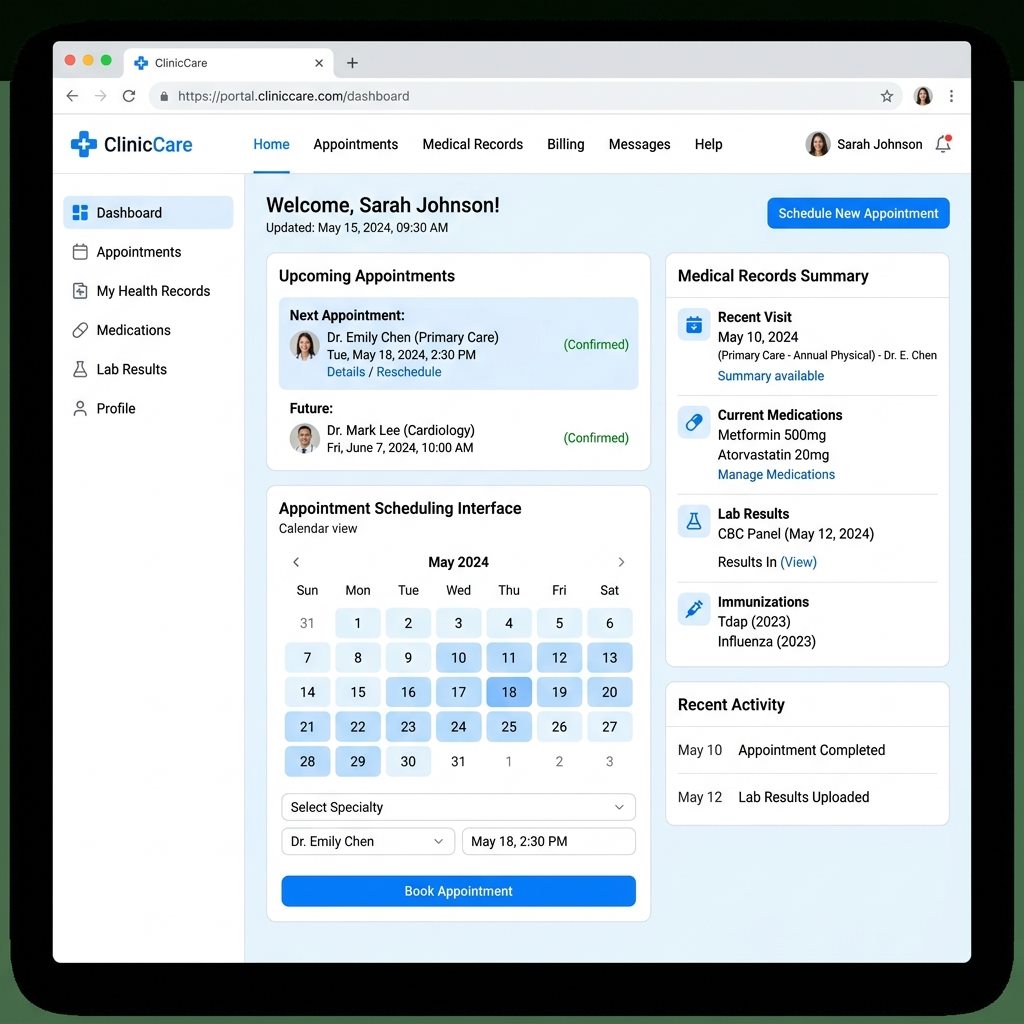 ClinicCare
https://portal.cliniccare.com/dashboard
ClinicCare
Home Appointments Medical Records Billing Messages Help
Sarah Johnson
Dashboard
Appointments
My Health Records
Medications
Lab Results
Profile
Welcome, Sarah Johnson!
Updated: May 15, 2024, 09:30 AM
Schedule New Appointment
Upcoming Appointments
Next Appointment:
Dr. Emily Chen (Primary Care)
Tue, May 18, 2024, 2:30 PM
(Confirmed)
Details / Reschedule
Future:
Dr. Mark Lee (Cardiology)
Fri, June 7, 2024, 10:00 AM
(Confirmed)
Appointment Scheduling Interface
Calendar view
May 2024
Sun Mon Tue Wed Thu Fri Sat
31 1 2 3 4 5 6
7 8 9 10 11 12 13
14 15 16 17 18 19 20
21 22 23 24 25 26 27
28 29 30 31 1 2 3
Select Specialty
Dr. Emily Chen
May 18, 2:30 PM
Book Appointment
Medical Records Summary
Recent Visit
May 10, 2024
(Primary Care - Annual Physical) - Dr. E. Chen
Summary available
Current Medications
Metformin 500mg
Atorvastatin 20mg
Manage Medications
Lab Results
CBC Panel (May 12, 2024)
Results In (View)
Immunizations
Tdap (2023)
Influenza (2023)
Recent Activity
May 10 Appointment Completed
May 12 Lab Results Uploaded